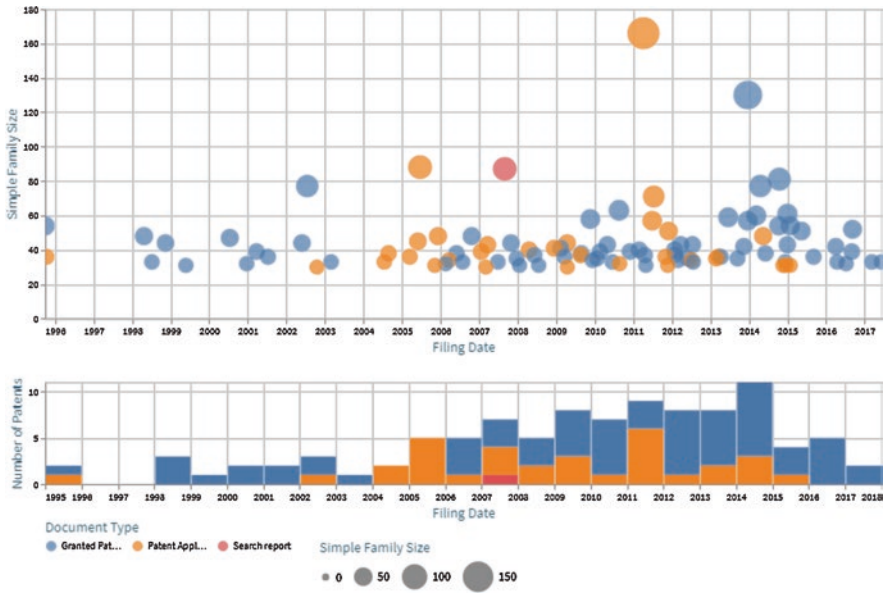 180
160
140
120
100
80
60
40
20
0
Simple Family Size
1996 1997 1998 1999 2000 2001 2002 2003 2004 2005 2006 2007 2008 2009 2010 2011 2012 2013 2014 2015 2016 2017
Filing Date
10
5
0
Number of Patents
1995 1996 1997 1998 1999 2000 2001 2002 2003 2004 2005 2006 2007 2008 2009 2010 2011 2012 2013 2014 2015 2016 2017 2018
Filing Date
Document Type
Granted Pat... Patent Appl... Search report
Simple Family Size
0 50 100 150